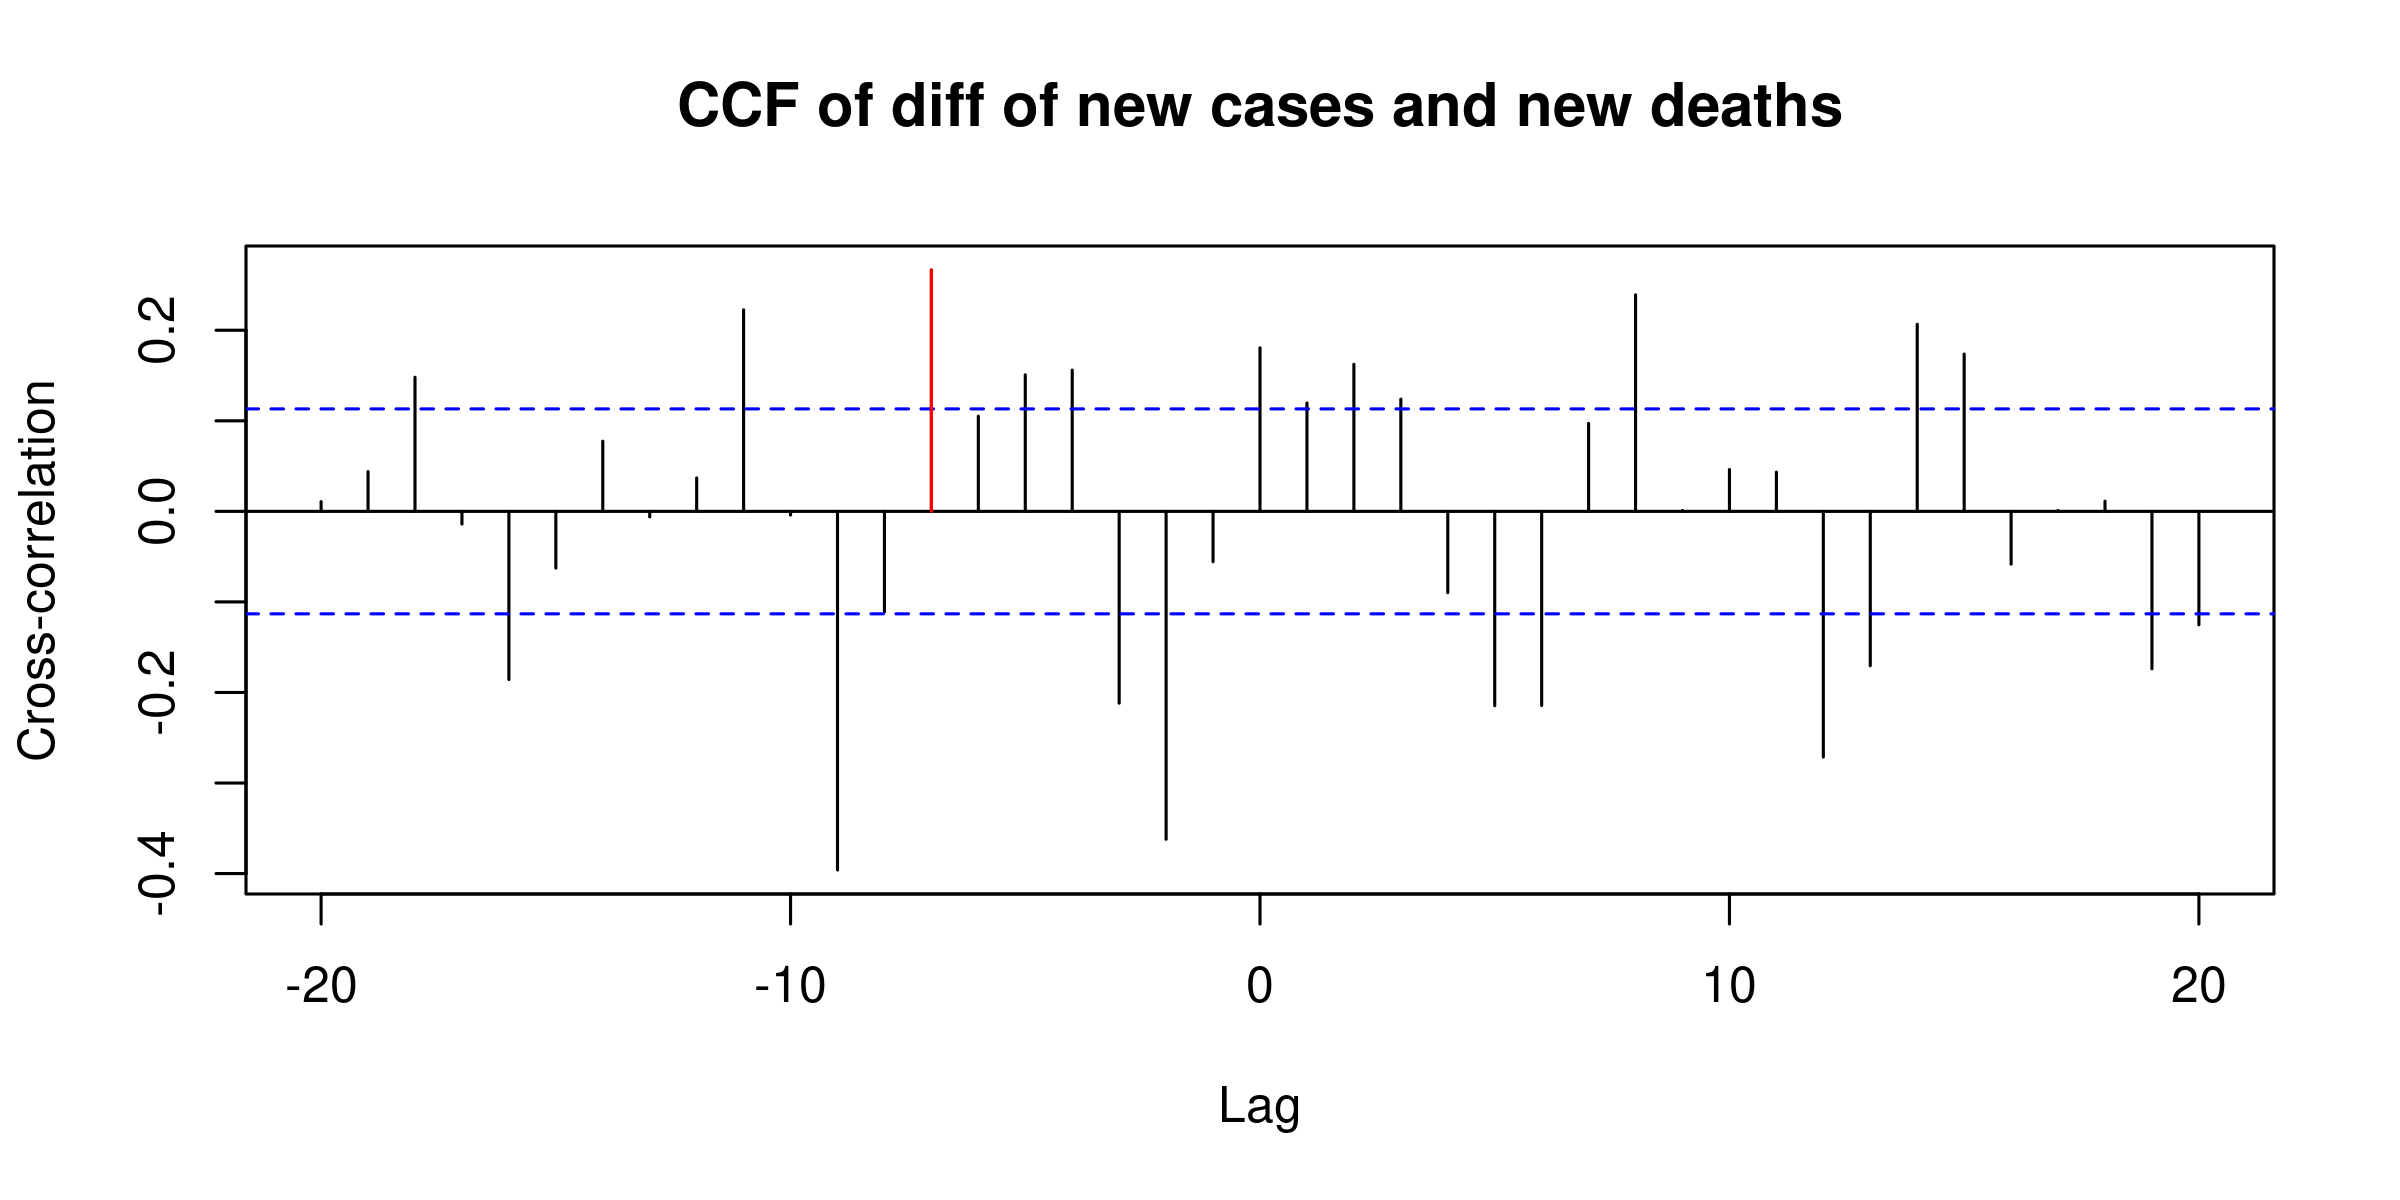 CCF of diff of new cases and new deaths
Cross-correlation
0.2
0.0
-0.2
-0.4
-20 -10 0 10 20
Lag